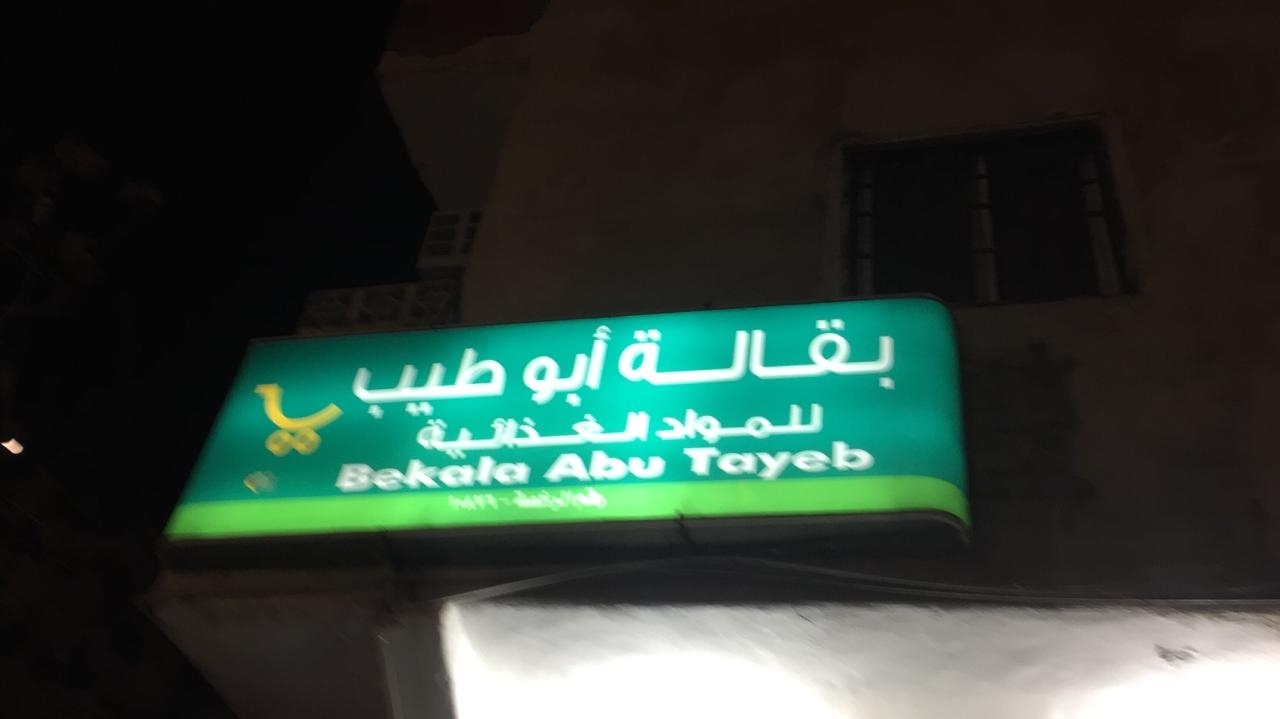 بقالة أبو طيب
للمواد الغذائية
Bekala Abu Tayeb